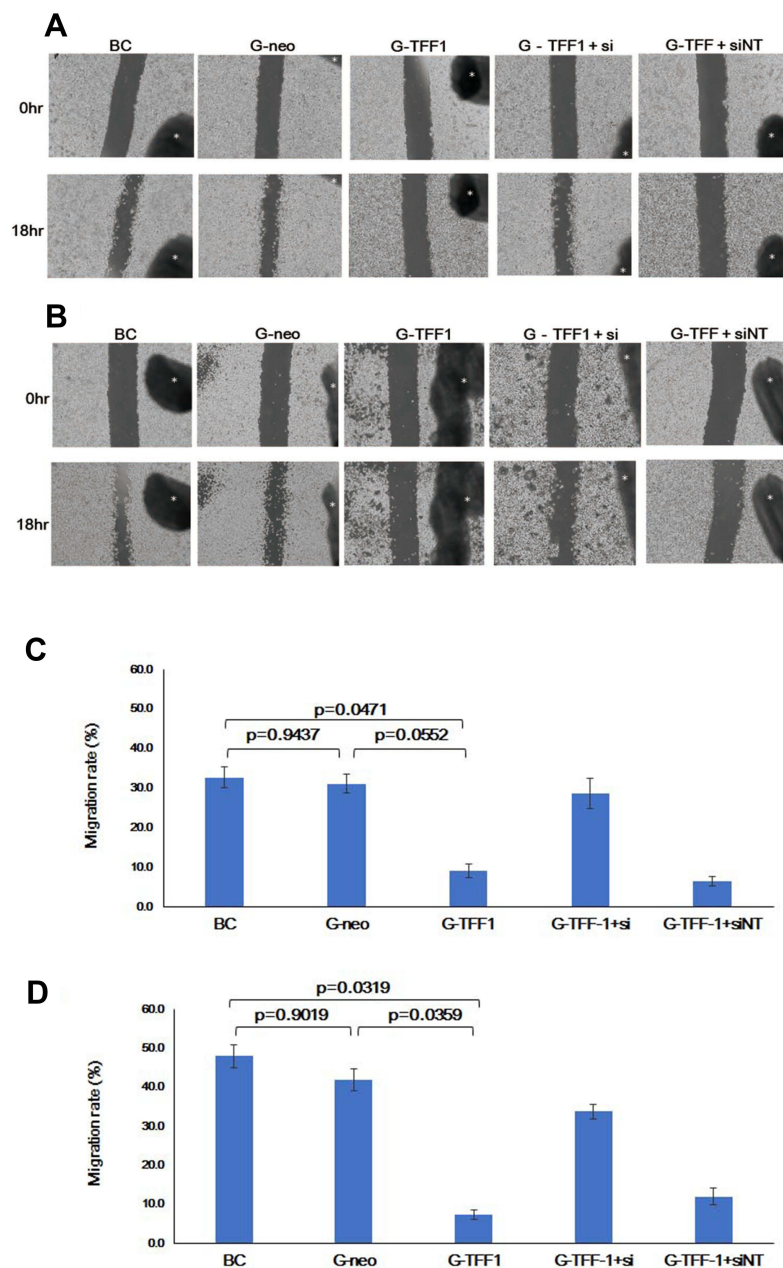 A
BC G-neo G-TFF1 G - TFF1 + si G-TFF + siNT
0hr
* * * * *
18hr
* * * * *
B
BC G-neo G-TFF1 G - TFF1 + si G-TFF + siNT
0hr
* * * * *
18hr
* * * * *
C
Migration rate (%)
60.0
50.0
40.0
30.0
20.0
10.0
0.0
p=0.0471
p=0.9437 p=0.0552
BC G-neo G-TFF1 G-TFF-1+si G-TFF-1+siNT
D
Migration rate (%)
60.0
50.0
40.0
30.0
20.0
10.0
0.0
p=0.0319
p=0.9019 p=0.0359
BC G-neo G-TFF1 G-TFF-1+si G-TFF-1+siNT